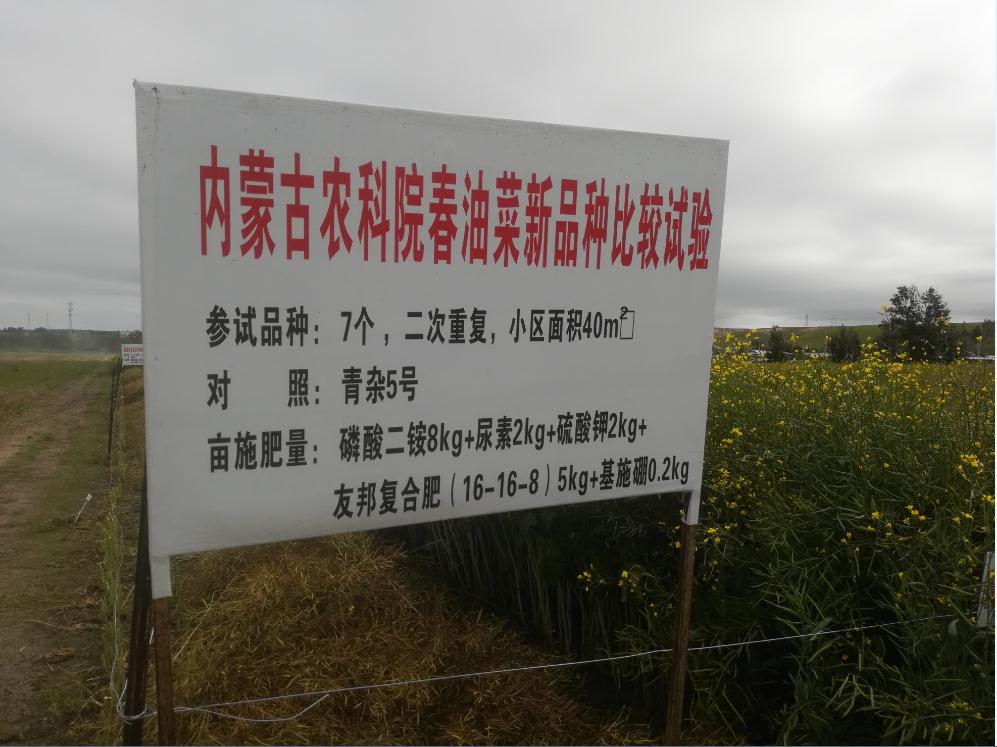 内蒙古农科院春油菜新品种比较试验
参试品种：7个，二次重复，小区面积40m²
对　　照：青杂5号
亩施肥量：磷酸二铵8kg+尿素2kg+硫酸钾2kg+
友邦复合肥（16-16-8）5kg+基施硼0.2kg